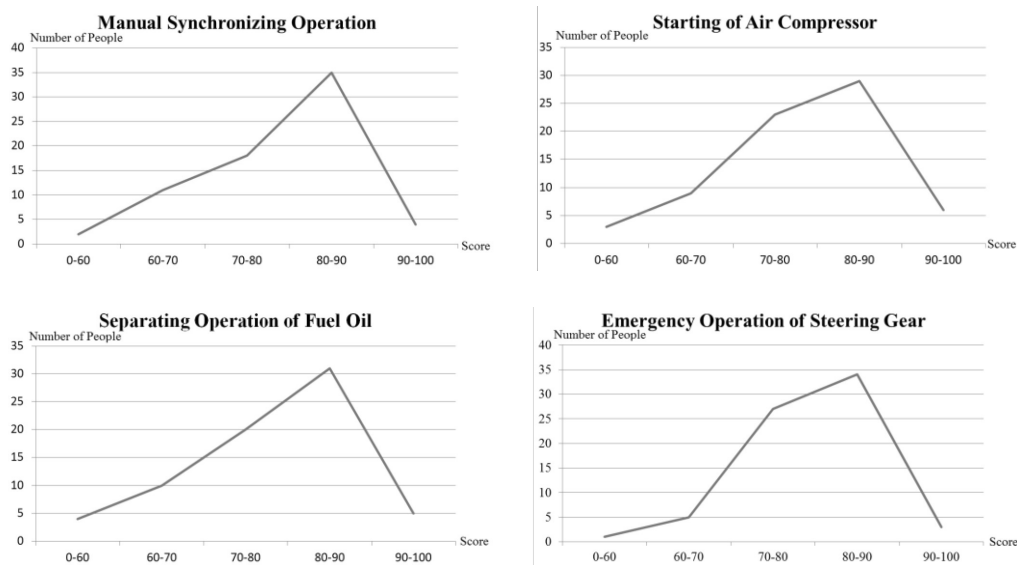 Manual Synchronizing Operation
Number of People
40
35
30
25
20
15
10
5
0
Score
0-60 60-70 70-80 80-90 90-100
Starting of Air Compressor
Number of People
35
30
25
20
15
10
5
0
Score
0-60 60-70 70-80 80-90 90-100
Separating Operation of Fuel Oil
Number of People
35
30
25
20
15
10
5
0
Score
0-60 60-70 70-80 80-90 90-100
Emergency Operation of Steering Gear
Number of People
40
35
30
25
20
15
10
5
0
Score
0-60 60-70 70-80 80-90 90-100